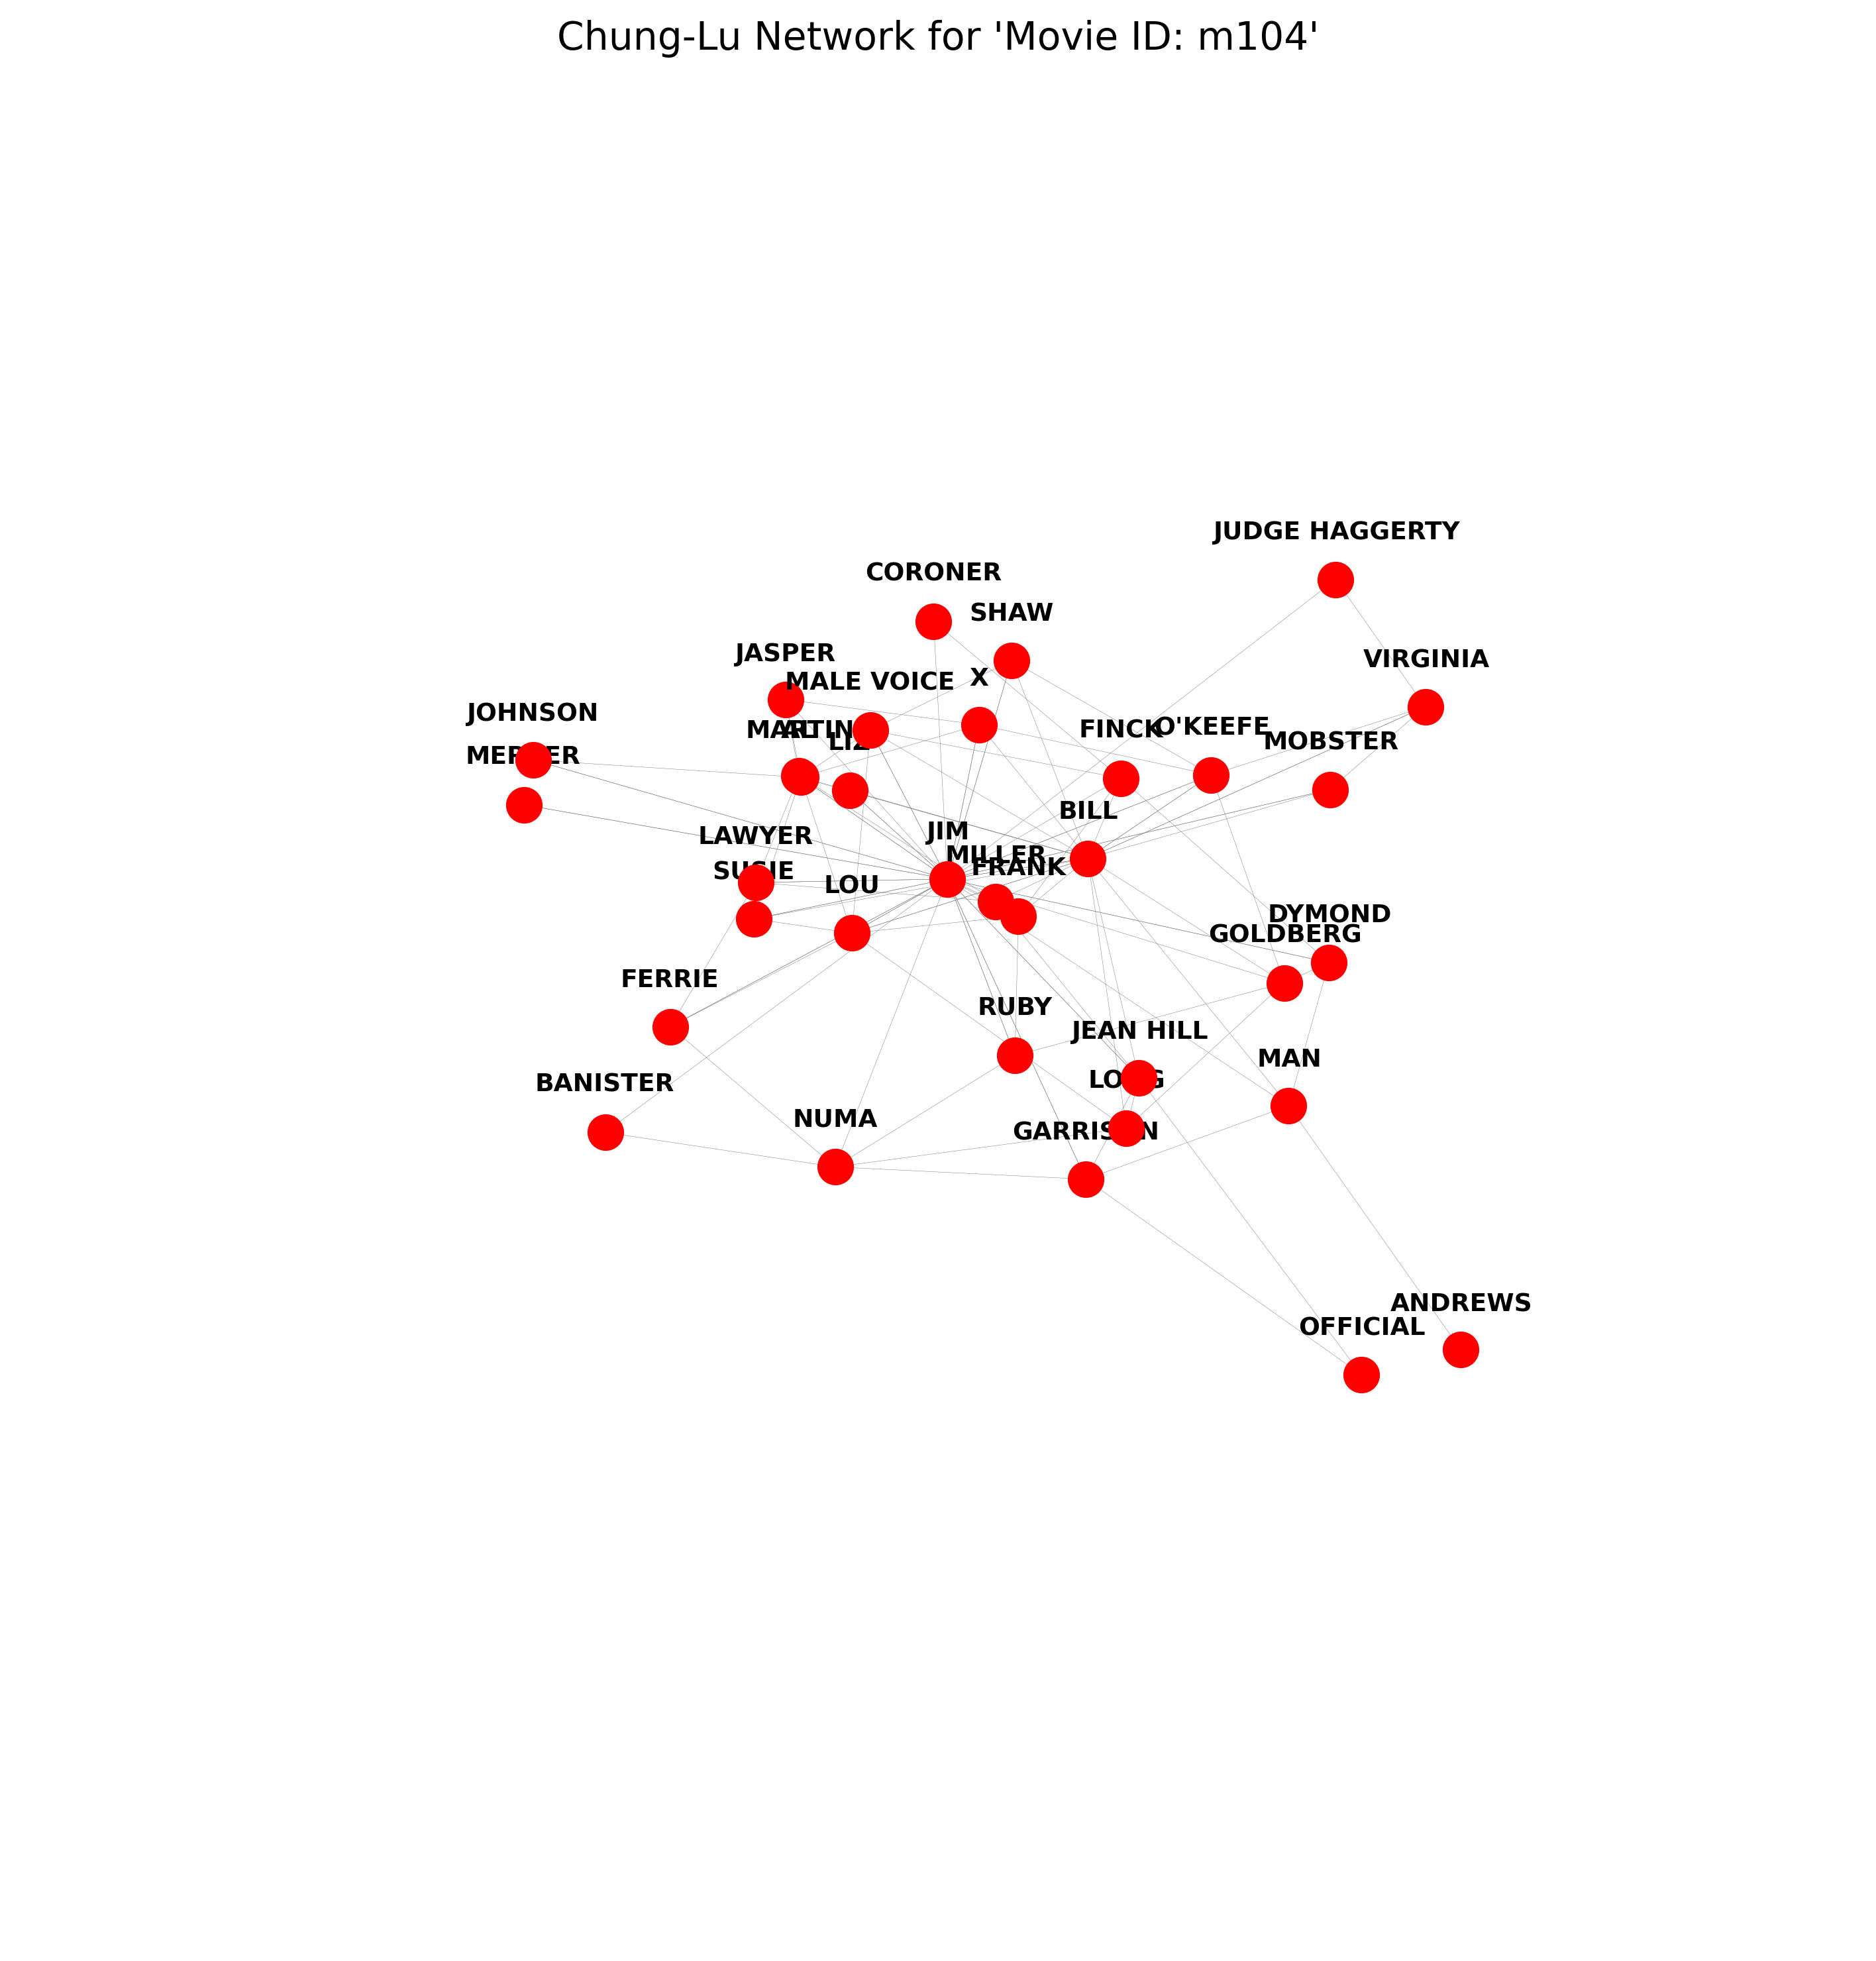 Chung-Lu Network for 'Movie ID: m104'
JUDGE HAGGERTY
CORONER
SHAW
JASPER
VIRGINIA
MALE VOICE
X
JOHNSON
MARTIN
FINCK
O'KEEFE
LIZ
MOBSTER
MERCER
BILL
LAWYER
JIM
MILLER
FRANK
SUSIE
LOU
DYMOND
GOLDBERG
FERRIE
RUBY
JEAN HILL
MAN
BANISTER
LONG
NUMA
GARRISON
ANDREWS
OFFICIAL